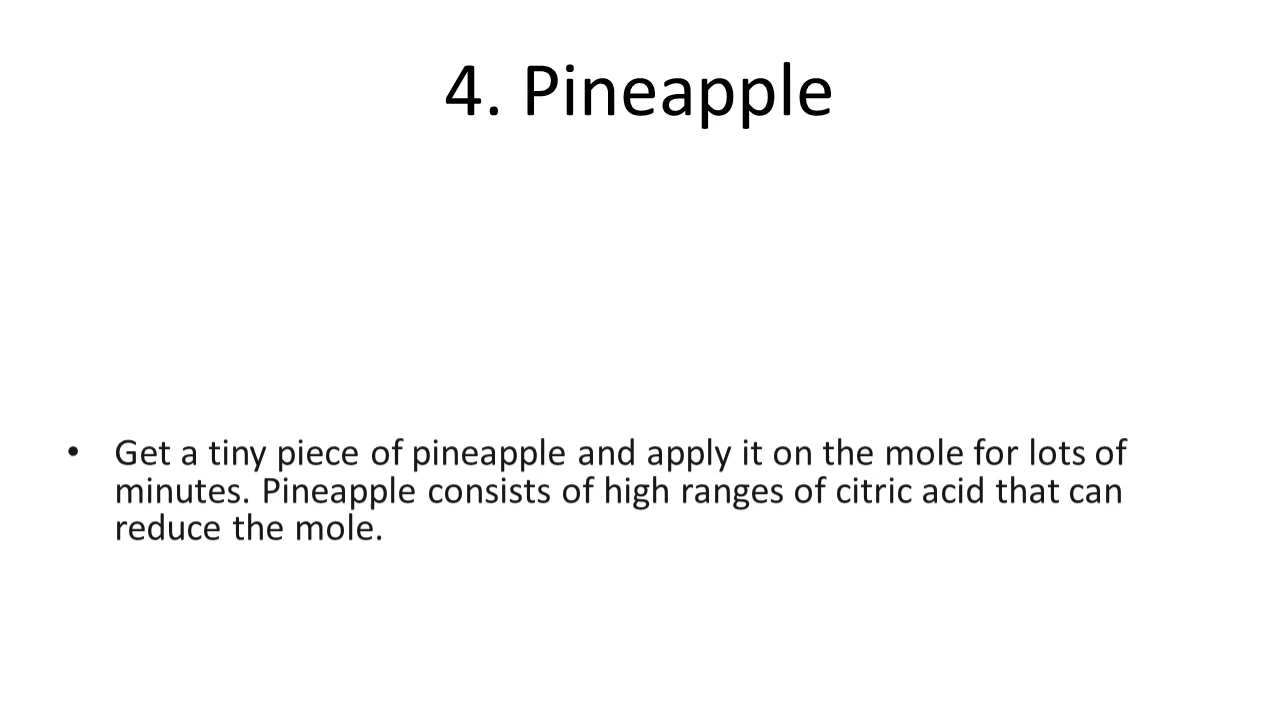 4. Pineapple
• Get a tiny piece of pineapple and apply it on the mole for lots of
minutes. Pineapple consists of high ranges of citric acid that can
reduce the mole.